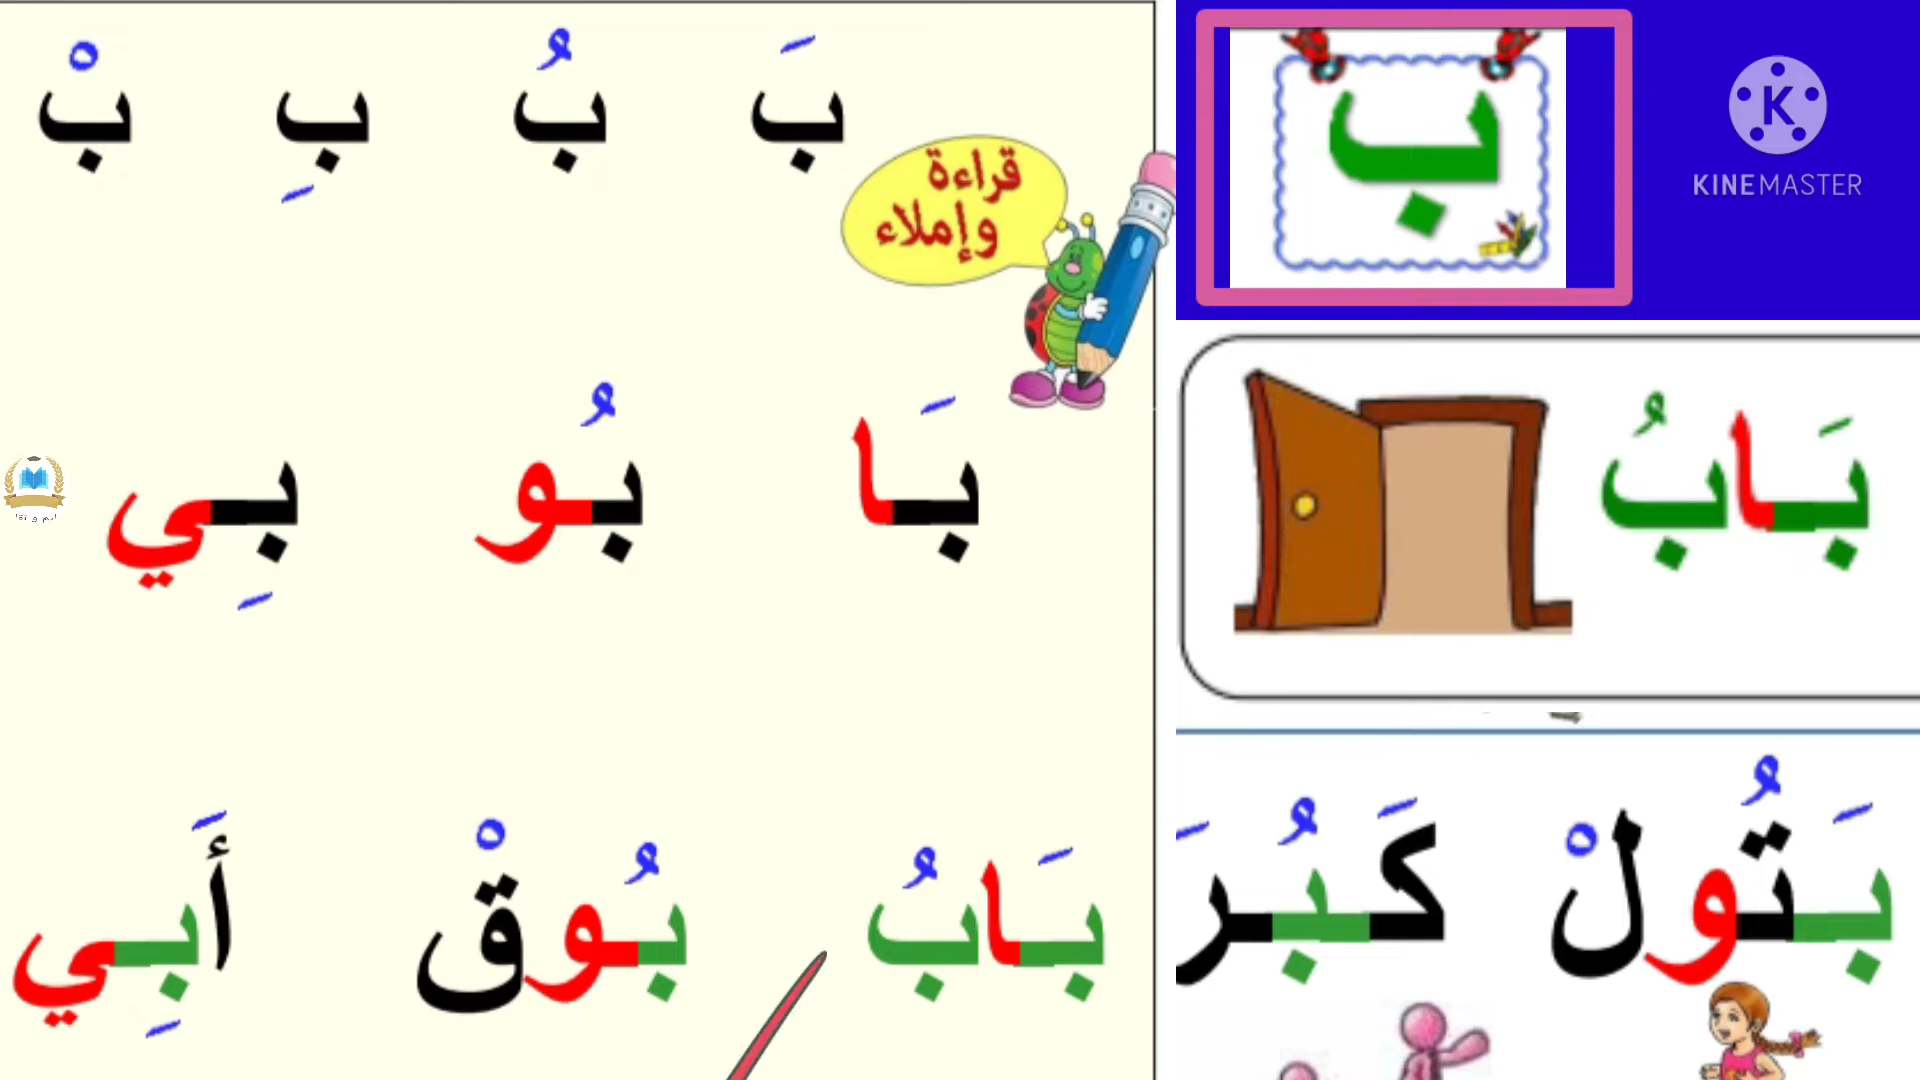 بَ بُ بِ بْ
قراءة
وإملاء
بَا بُو بِي
بَابُ بُوقْ أَبِي
ب
KINEMASTER
بَابُ
بَتُولْ كَبُرَ